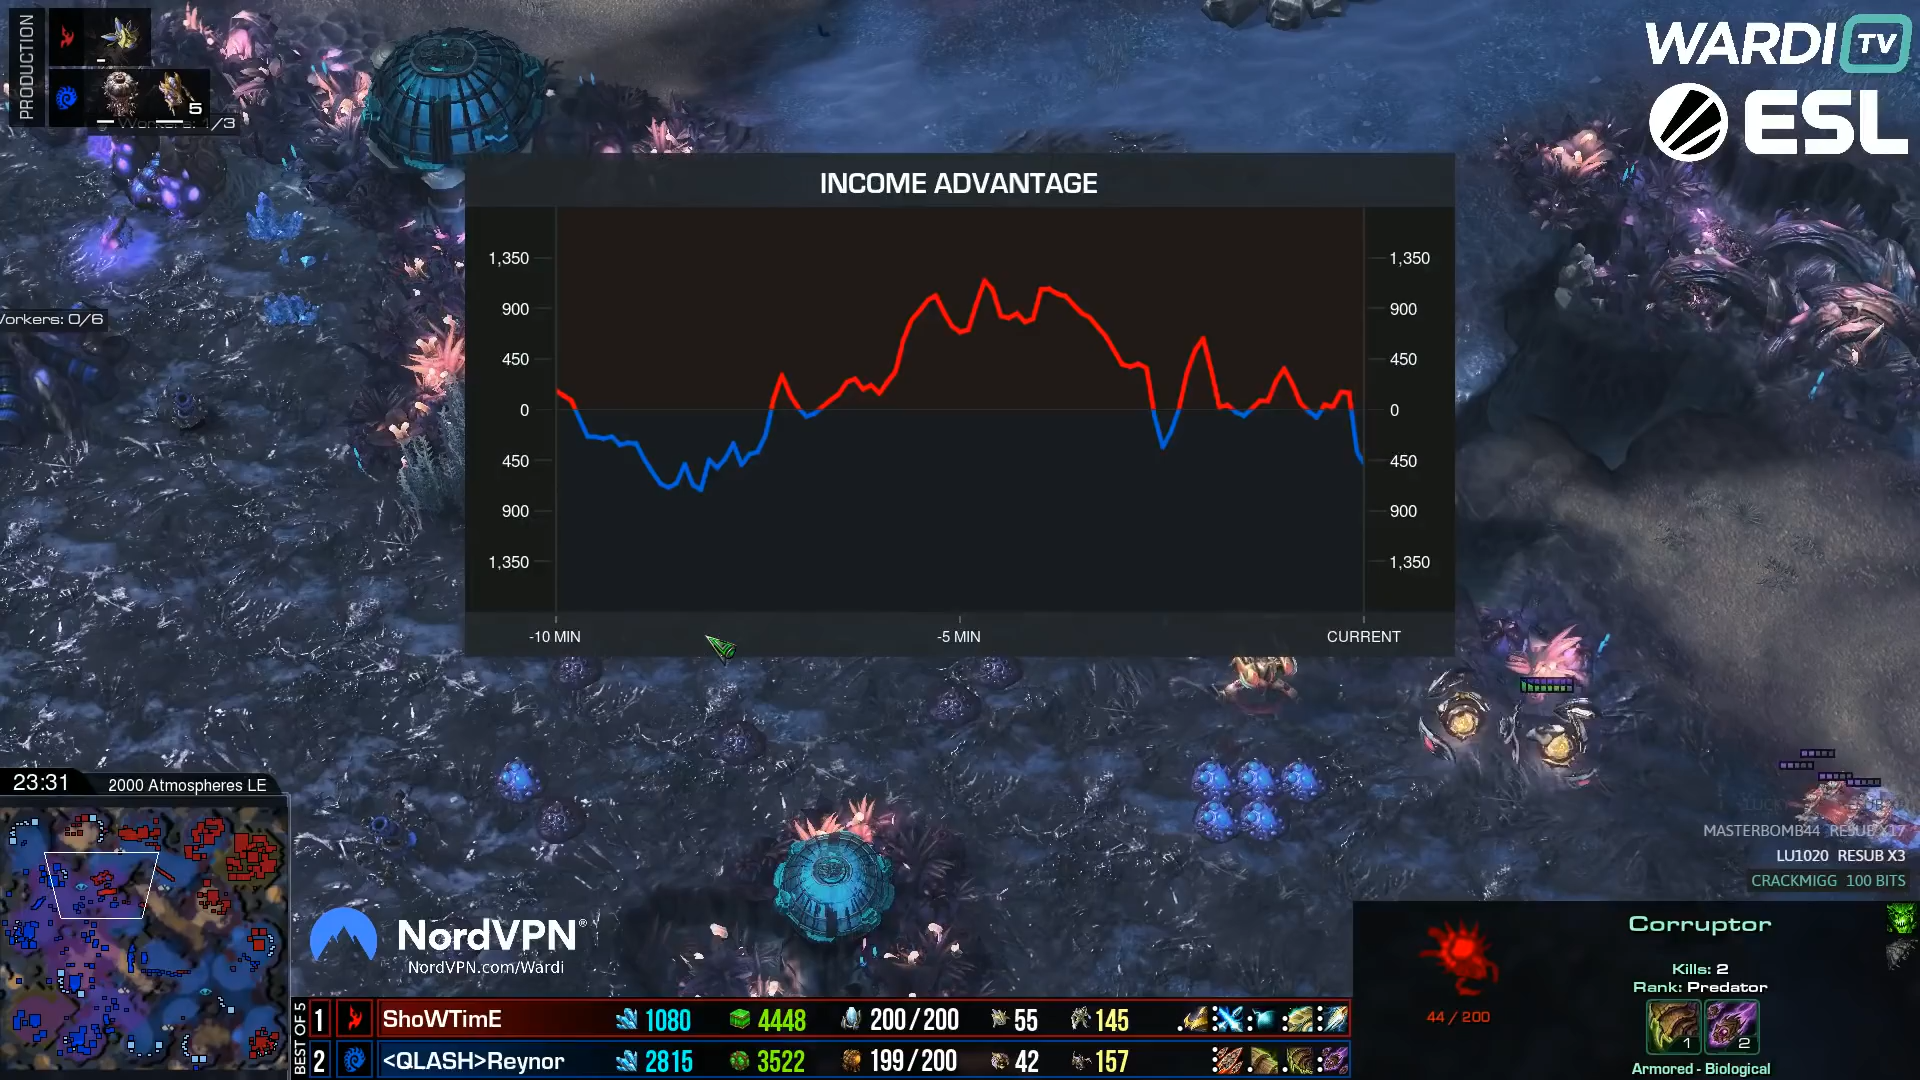 PRODUCTION
5
Workers: 1/3
Workers: 0/6
WARDI TV
ESL
INCOME ADVANTAGE
1,350
900
450
0
450
900
1,350
1,350
900
450
0
450
900
1,350
-10 MIN
-5 MIN
CURRENT
23:31
2000 Atmospheres LE
MASTERBOMB44 RESUB X17
LU1020 RESUB X3
CRACKMIGG 100 BITS
NordVPN®
NordVPN.com/Wardi
BEST OF 5
1 ShoWTimE 1080 4448 200/200 55 145
2 <QLASH>Reynor 2815 3522 199/200 42 157
Corruptor
Kills: 2
Rank: Predator
44 / 200
1
2
Armored - Biological